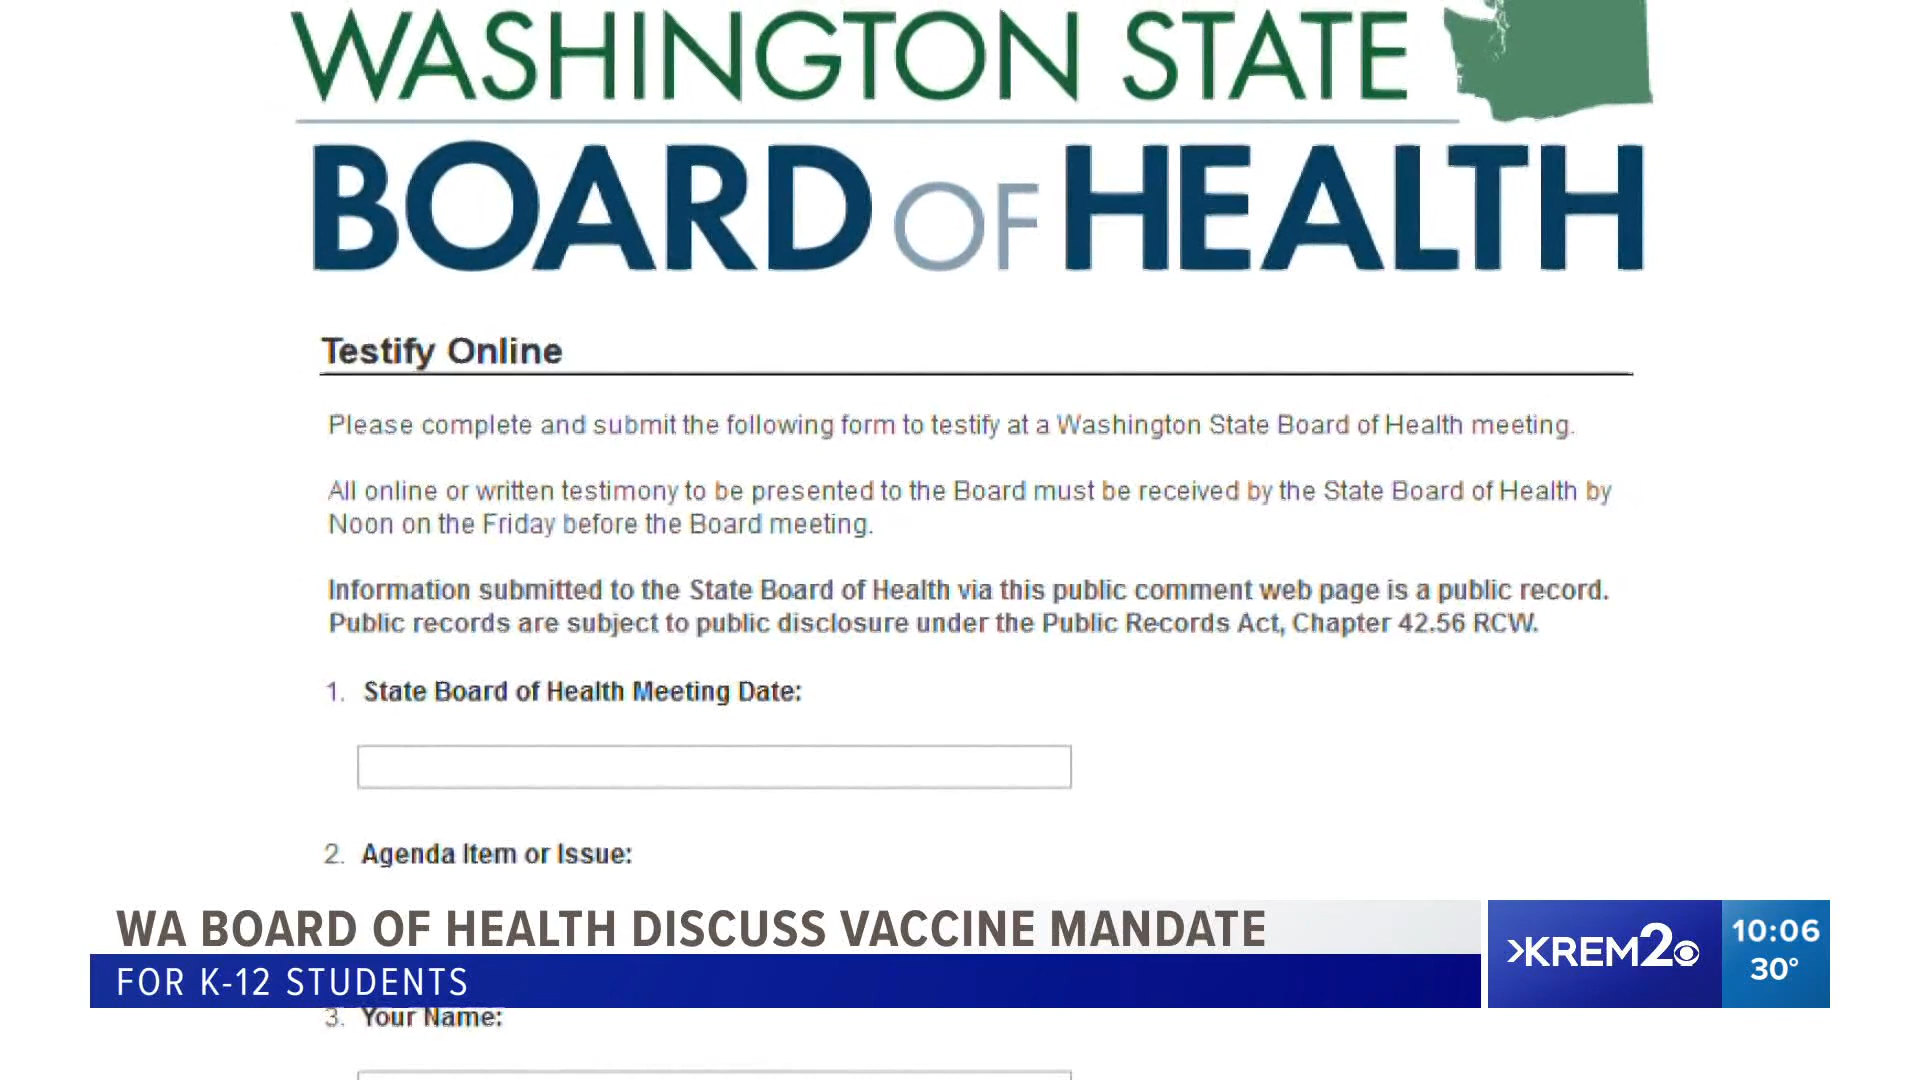 WASHINGTON STATE
BOARD OF HEALTH
Testify Online
Please complete and submit the following form to testify at a Washington State Board of Health meeting.
All online or written testimony to be presented to the Board must be received by the State Board of Health by
Noon on the Friday before the Board meeting.
Information submitted to the State Board of Health via this public comment web page is a public record.
Public records are subject to public disclosure under the Public Records Act, Chapter 42.56 RCW.
1. State Board of Health Meeting Date:
2. Agenda Item or Issue:
WA BOARD OF HEALTH DISCUSS VACCINE MANDATE
FOR K-12 STUDENTS
KREM2
10:06
30°
3. Your Name: